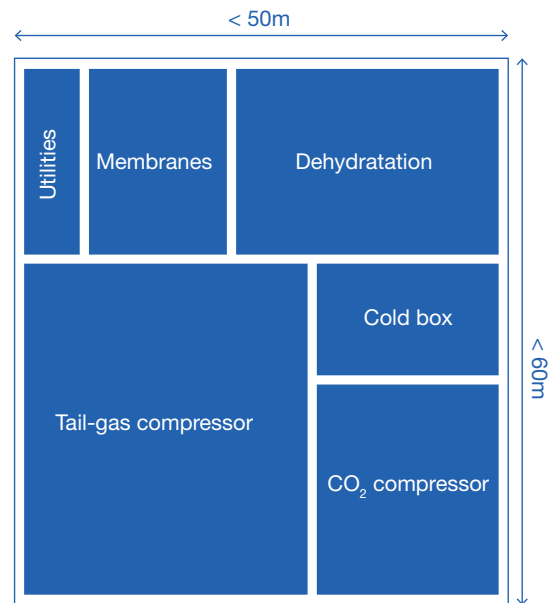 < 50m
Utilities
Membranes
Dehydratation
Cold box
< 60m
Tail-gas compressor
CO₂ compressor